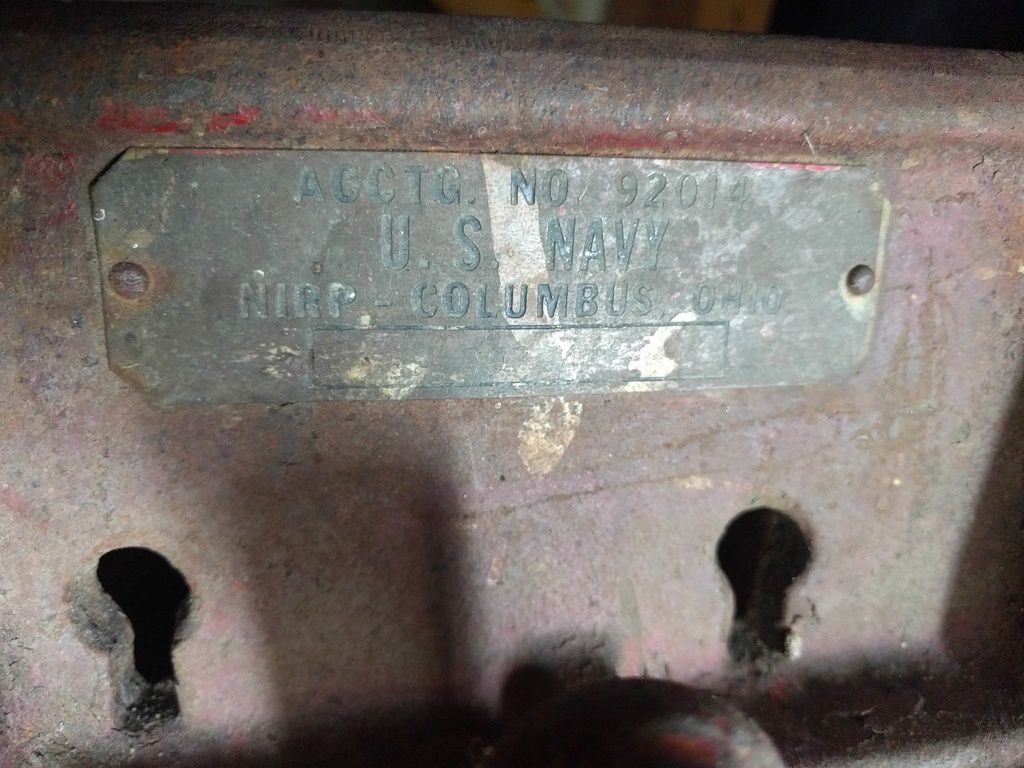 ACCTG. NO. 92014
U. S. NAVY
NIRP - COLUMBUS, OHIO